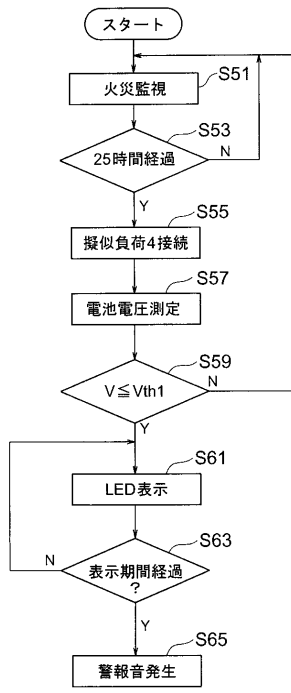 スタート
火災監視
S51
25時間経過
S53
N
Y
擬似負荷4接続
S55
電池電圧測定
S57
V≦Vth1
S59
N
Y
LED表示
S61
表示期間経過
?
S63
N
Y
警報音発生
S65